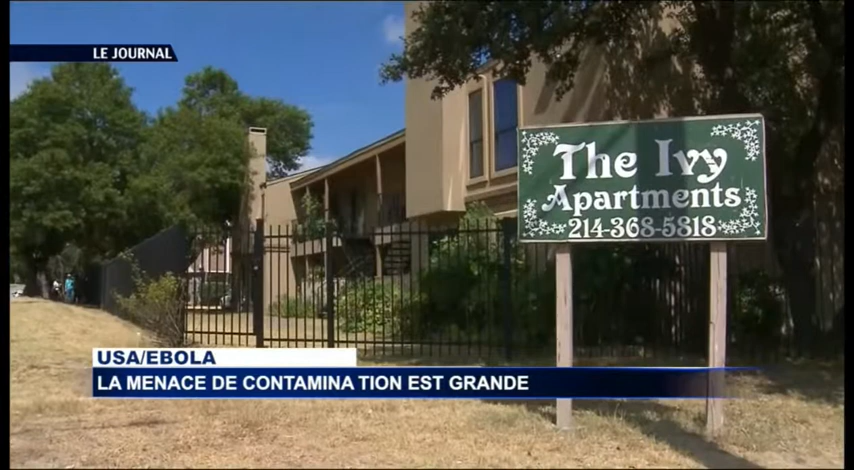 LE JOURNAL
The Ivy
Apartments
214-368-5818
USA/EBOLA
LA MENACE DE CONTAMINA TION EST GRANDE